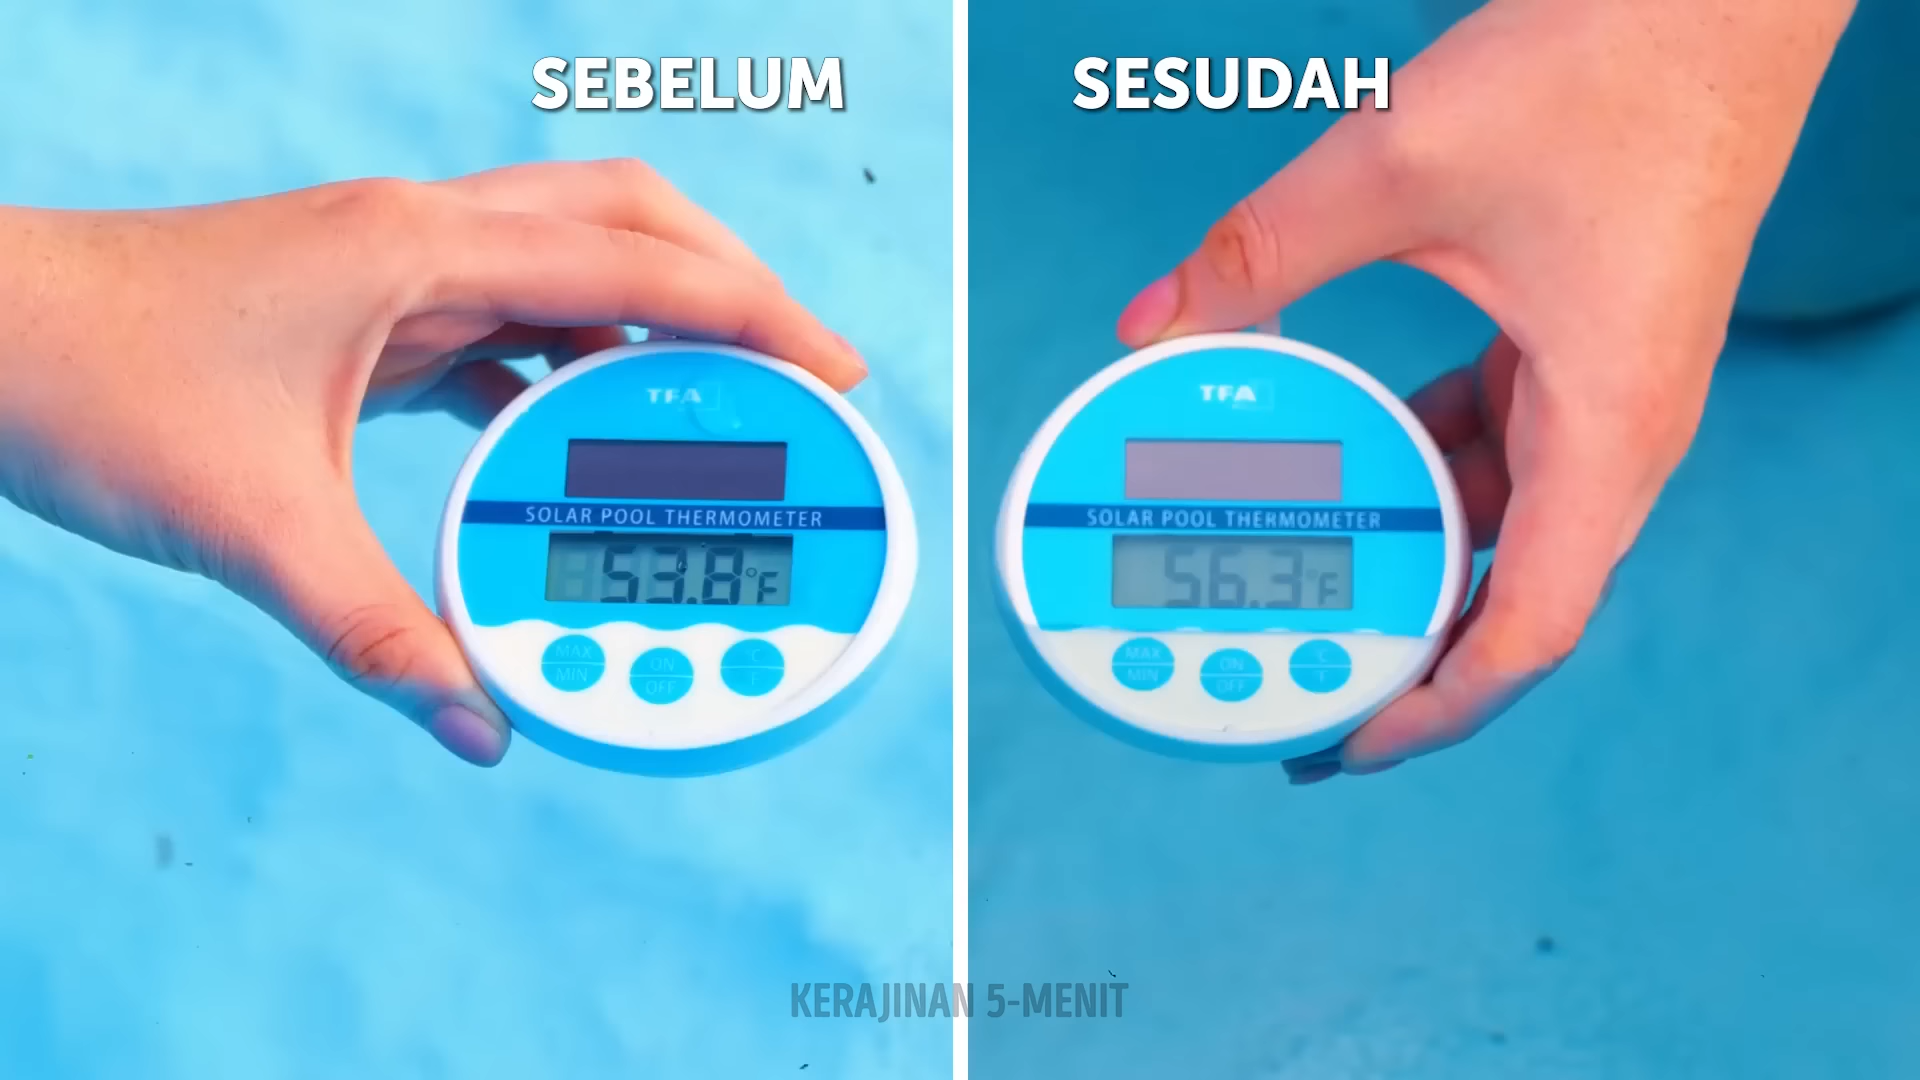 SEBELUM
TFA
SOLAR POOL THERMOMETER
53.8°F
MAX
MIN
ON
OFF
°C
°F
SESUDAH
TFA
SOLAR POOL THERMOMETER
56.3°F
MAX
MIN
ON
OFF
°C
°F
KERAJINAN 5-MENIT